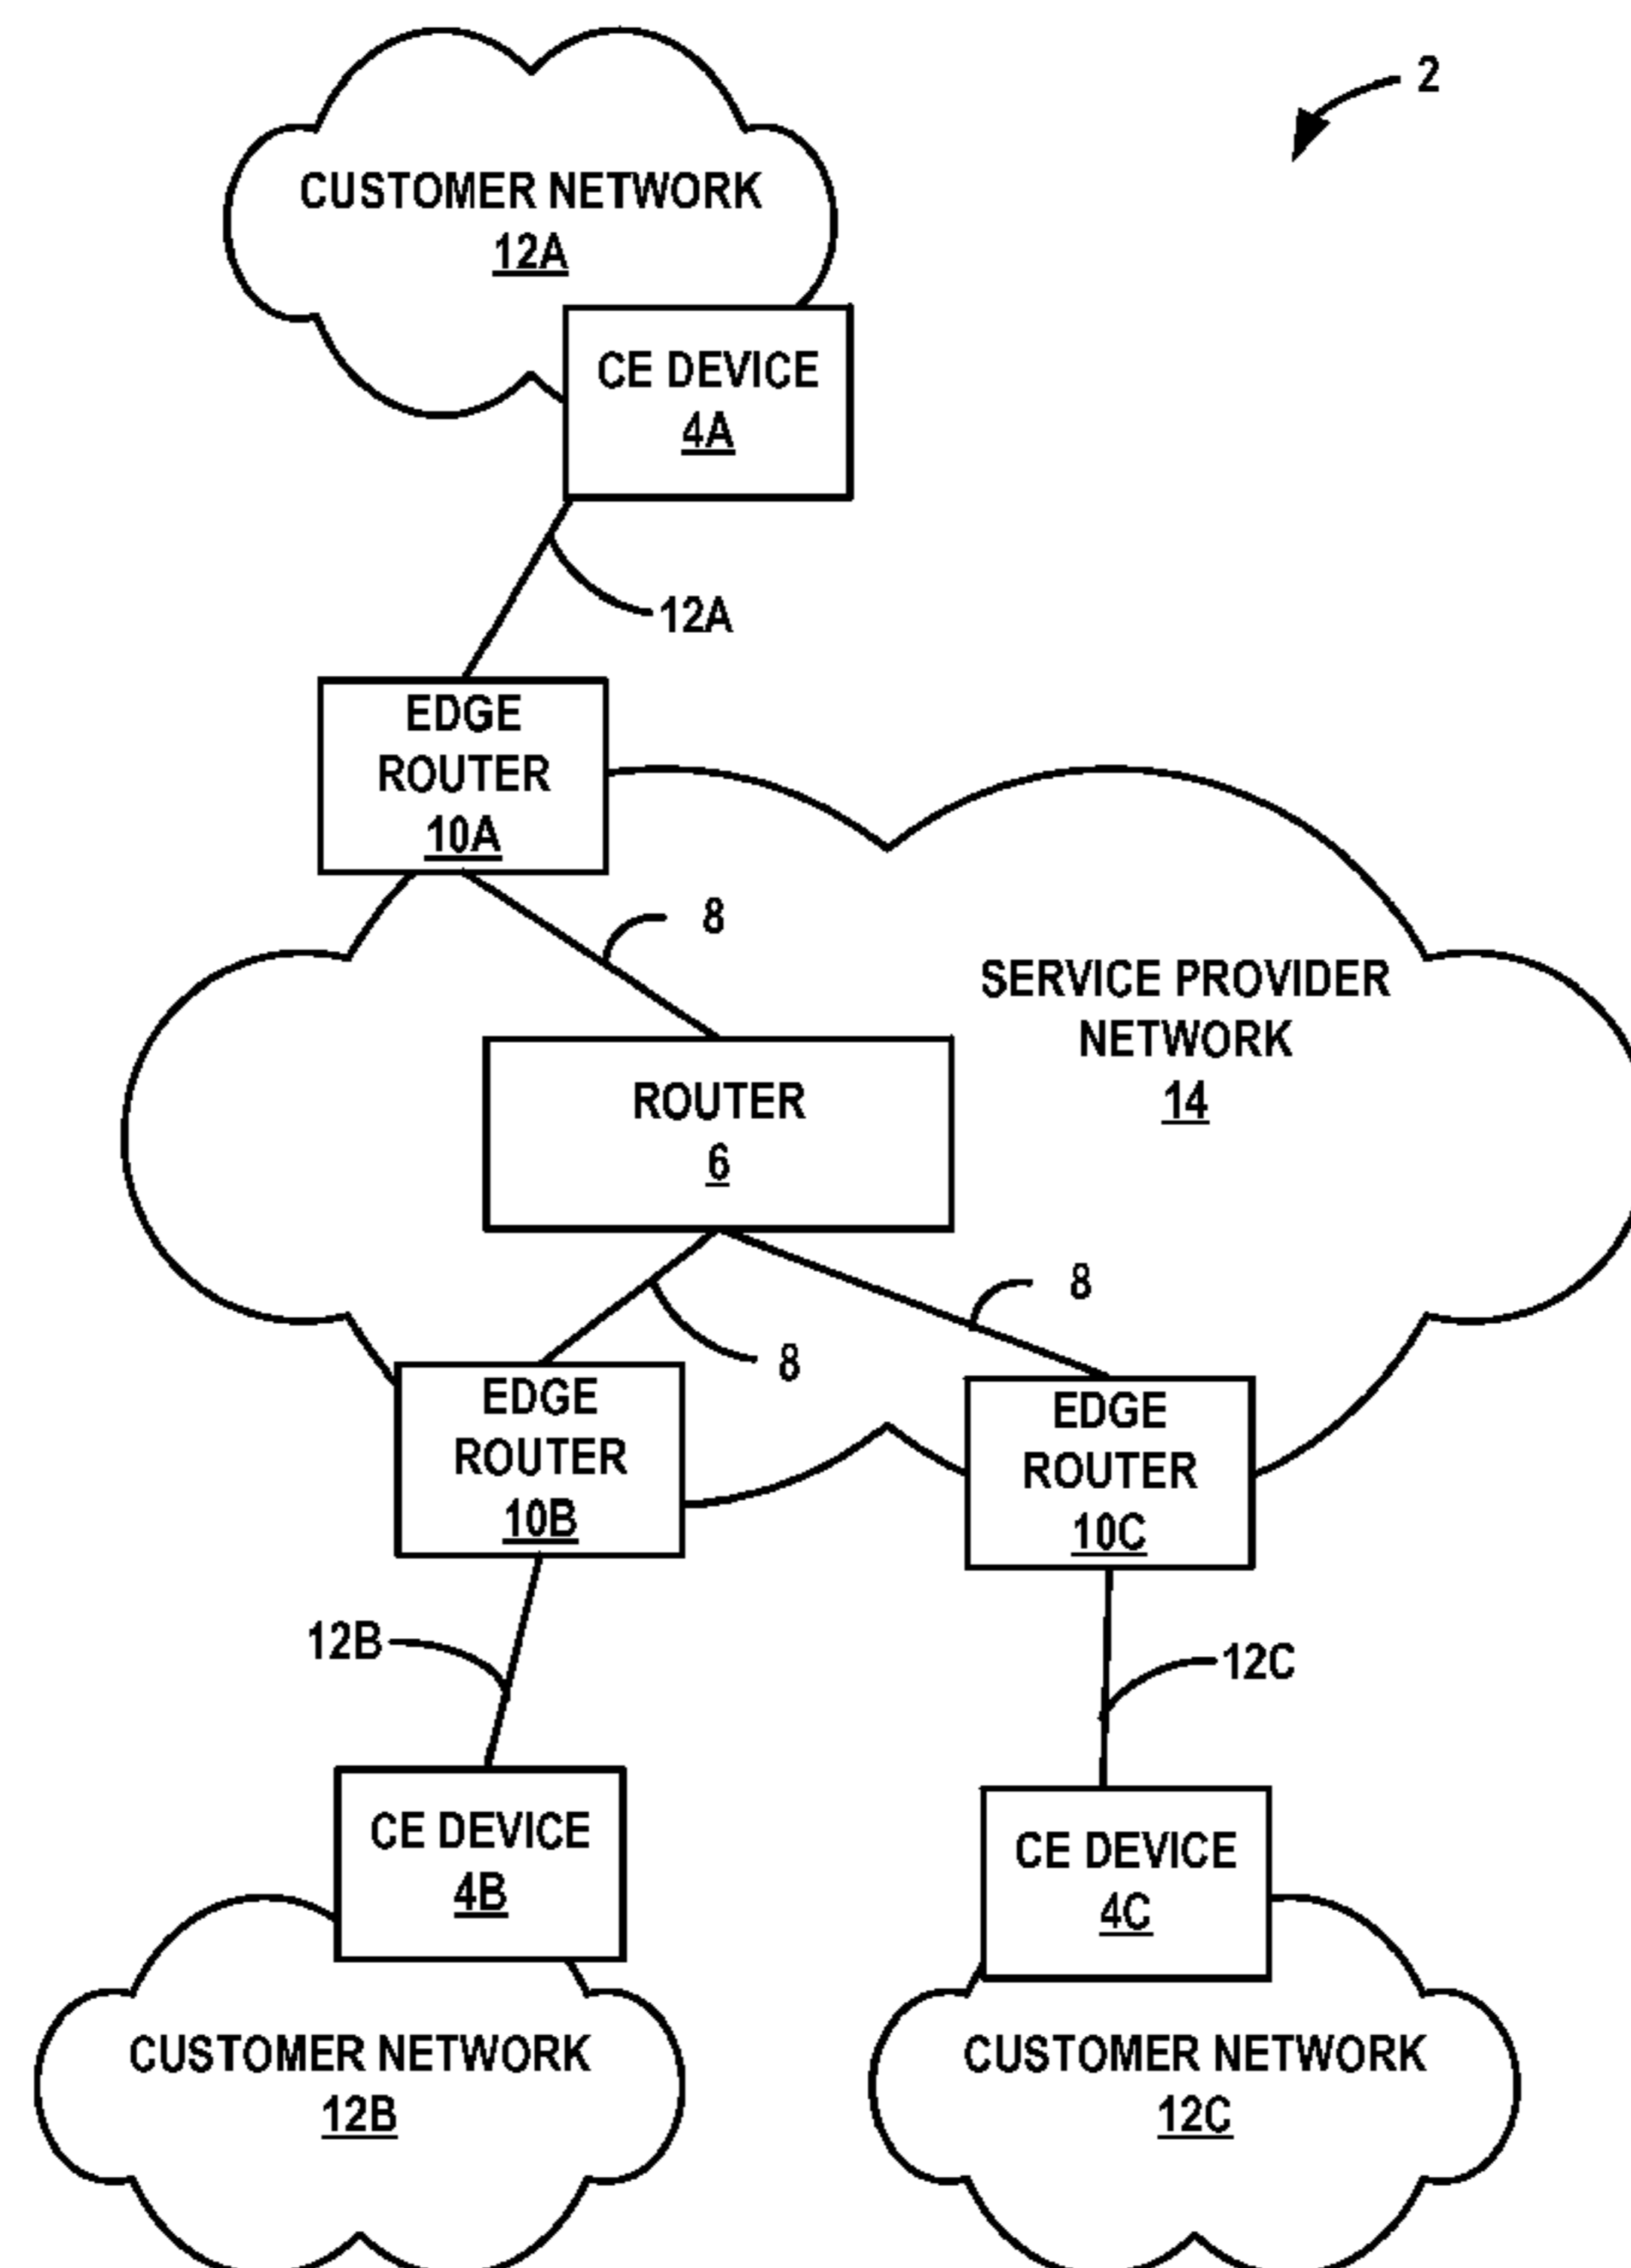 2
CUSTOMER NETWORK
12A
CE DEVICE
4A
12A
EDGE
ROUTER
10A
8
SERVICE PROVIDER
NETWORK
14
ROUTER
6
8
8
EDGE
ROUTER
10B
EDGE
ROUTER
10C
12B
12C
CE DEVICE
4B
CE DEVICE
4C
CUSTOMER NETWORK
12B
CUSTOMER NETWORK
12C